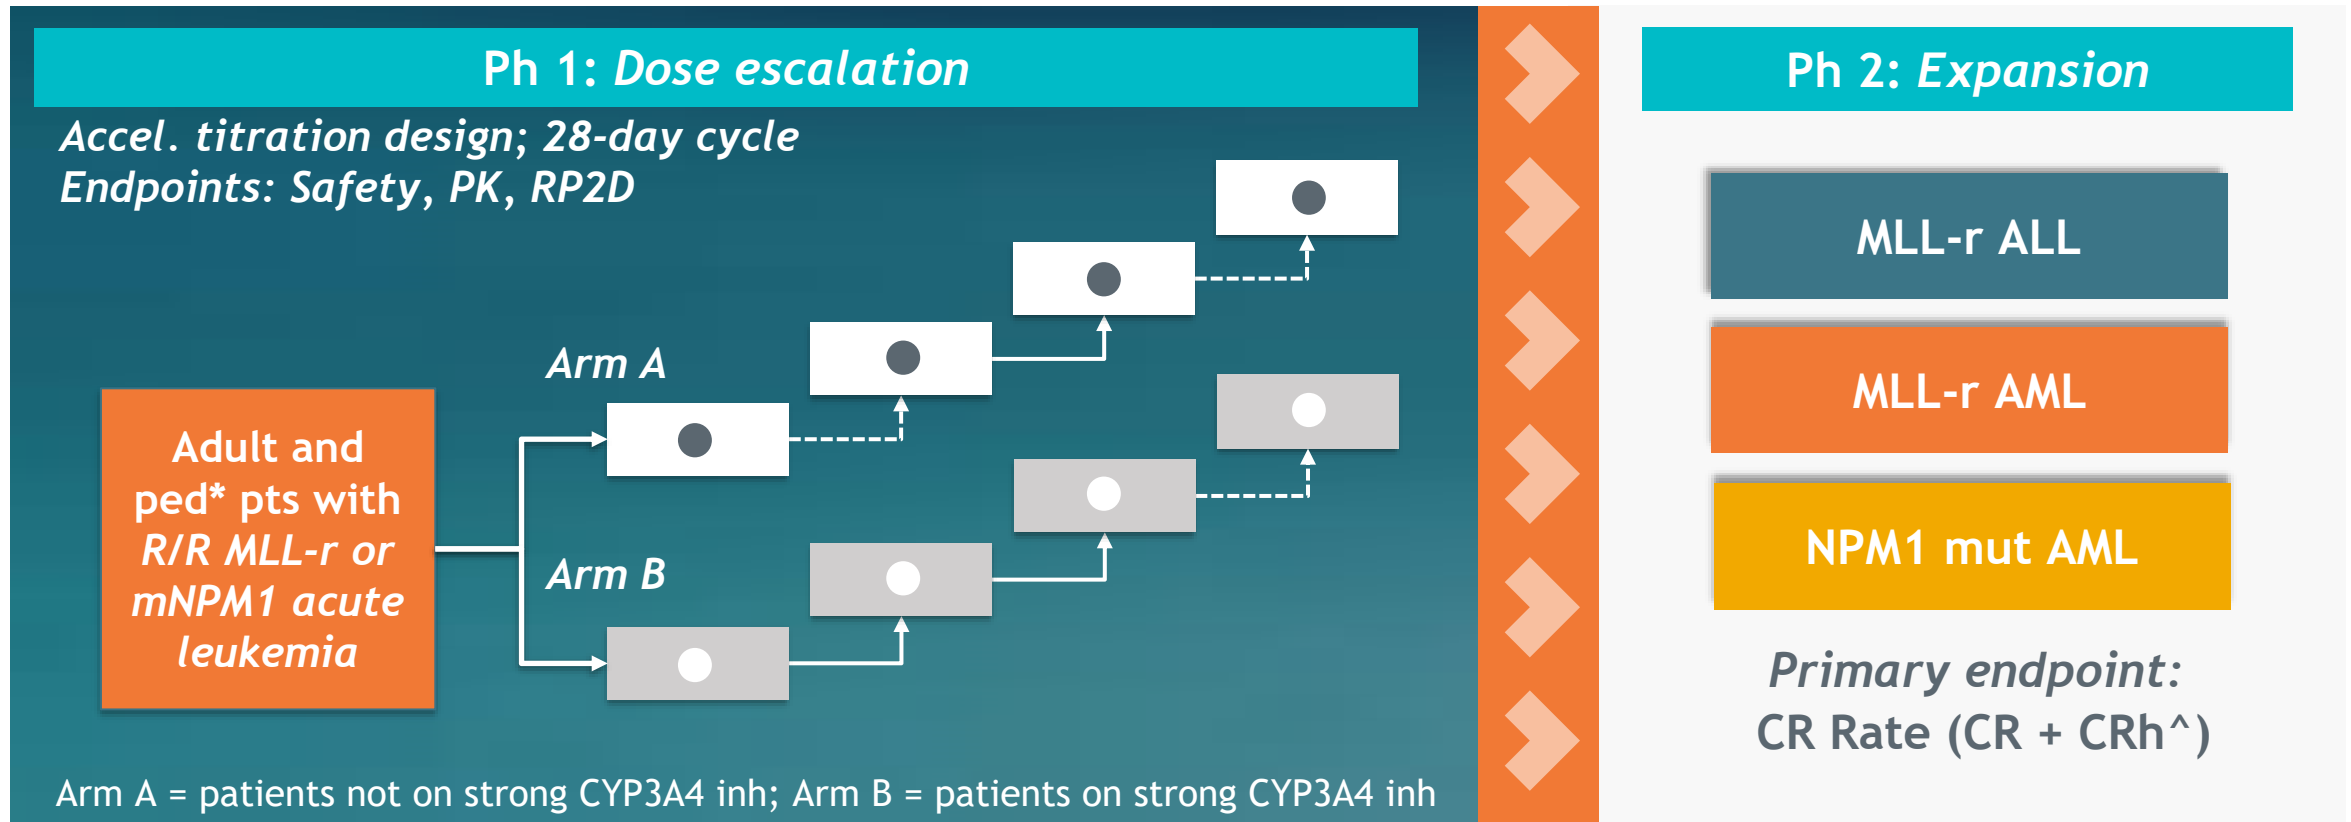 Ph 1: Dose escalation
Accel. titration design; 28-day cycle
Endpoints: Safety, PK, RP2D
Arm A
Adult and
ped* pts with
R/R MLL-r or
mNPM1 acute
leukemia
Arm B
Arm A = patients not on strong CYP3A4 inh; Arm B = patients on strong CYP3A4 inh
Ph 2: Expansion
MLL-r ALL
MLL-r AML
NPM1 mut AML
Primary endpoint:
CR Rate (CR + CRh^)